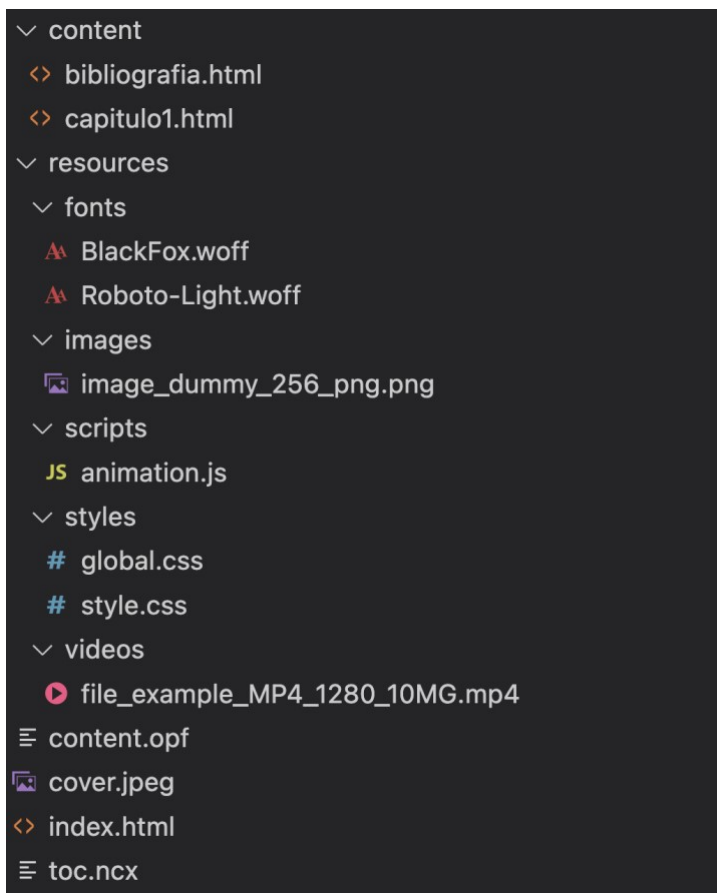 content
bibliografia.html
capitulo1.html
resources
fonts
BlackFox.woff
Roboto-Light.woff
images
image_dummy_256_png.png
scripts
JS animation.js
styles
# global.css
# style.css
videos
file_example_MP4_1280_10MG.mp4
content.opf
cover.jpeg
index.html
toc.ncx